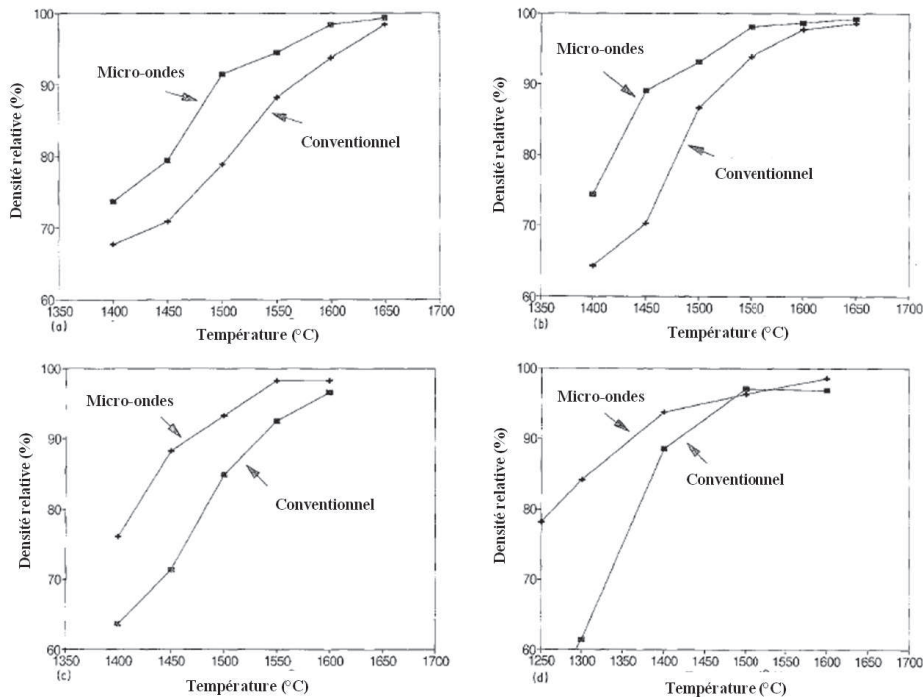 100
90
80
70
60
Densité relative (%)
Micro-ondes
Conventionnel
1350 1400 1450 1500 1550 1600 1650 1700
(a)
Température (°C)
100
90
80
70
60
Densité relative (%)
Micro-ondes
Conventionnel
1350 1400 1450 1500 1550 1600 1650 1700
(b)
Température (°C)
100
90
80
70
60
Densité relative (%)
Micro-ondes
Conventionnel
1350 1400 1450 1500 1550 1600 1650 1700
(c)
Température (°C)
100
90
80
70
60
Densité relative (%)
Micro-ondes
Conventionnel
1250 1300 1350 1400 1450 1500 1550 1600 1650 1700
(d)
Température (°C)